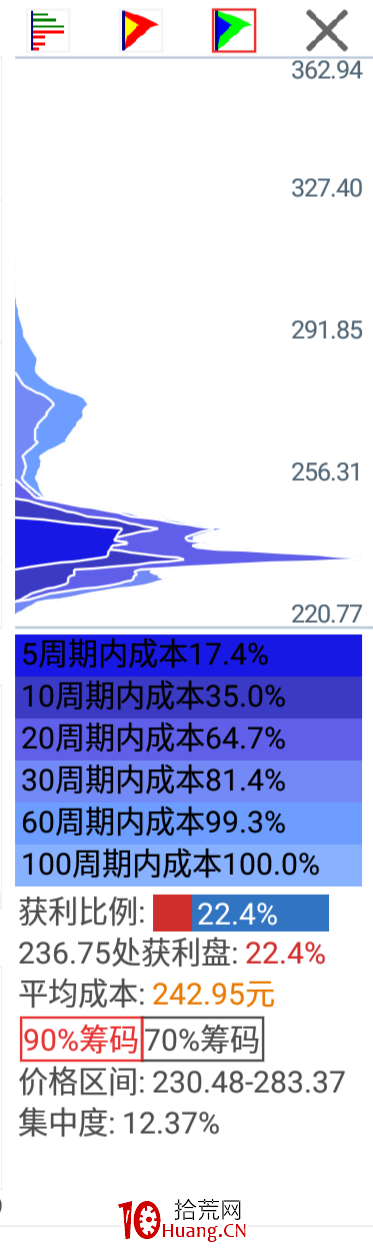 362.94
327.40
291.85
256.31
220.77
5周期内成本17.4%
10周期内成本35.0%
20周期内成本64.7%
30周期内成本81.4%
60周期内成本99.3%
100周期内成本100.0%
获利比例: 22.4%
236.75处获利盘: 22.4%
平均成本: 242.95元
90%筹码 70%筹码
价格区间: 230.48-283.37
集中度: 12.37%
10 拾荒网
Huang.CN